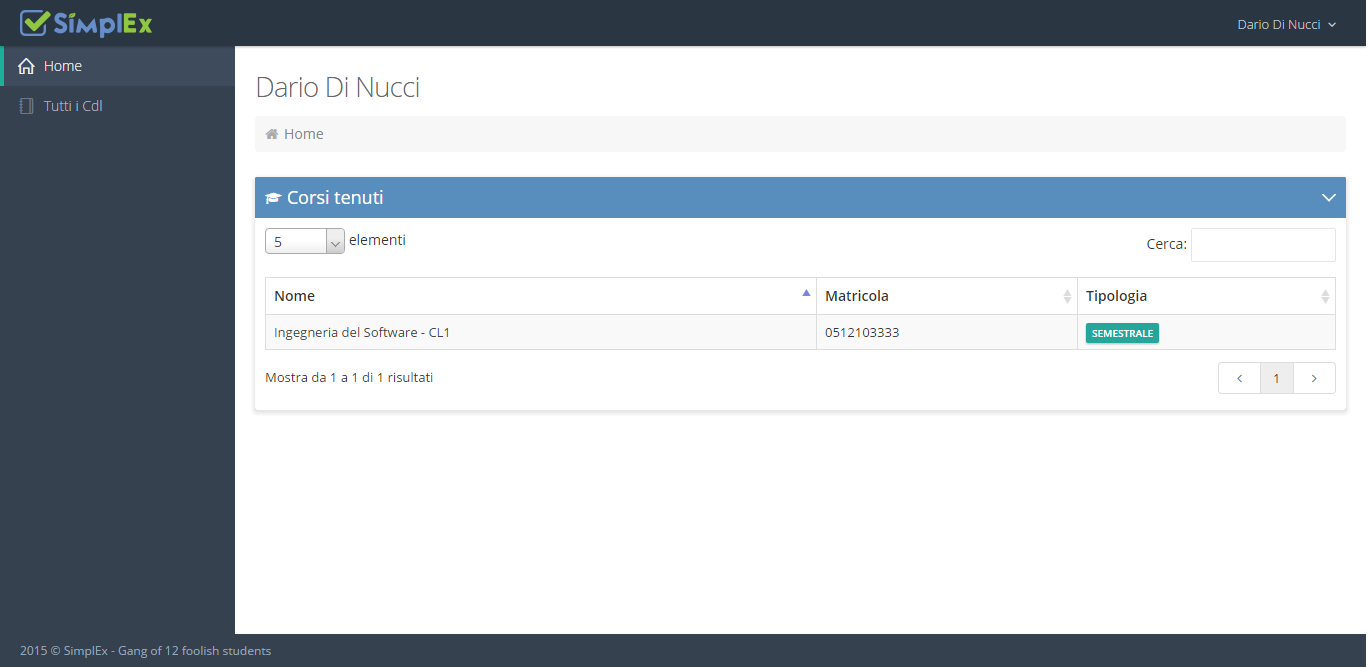 SimplEx
Dario Di Nucci
Home
Tutti i Cdl
Dario Di Nucci
Home
Corsi tenuti
5 elementi
Cerca:
Nome Matricola Tipologia
Ingegneria del Software - CL1 0512103333 SEMESTRALE
Mostra da 1 a 1 di 1 risultati
1
2015 © SimplEx - Gang of 12 foolish students